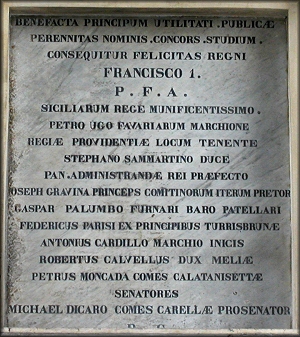 BENEFACTA PRINCIPUM UTILITATI . PUBLICÆ
PERENNITAS NOMINIS . CONCORS . STUDIUM .
CONSEQUITUR FELICITAS REGNI
FRANCISCO I.
P. F. A.
SICILIARUM REGE MUNIFICENTISSIMO .
PETRO UGO FAVARIARUM MARCHIONE
REGIÆ PROVIDENTIÆ LOCUM TENENTE
STEPHANO SAMMARTINO DUCE
PAN . ADMINISTRANDÆ REI PRÆFECTO
JOSEPH GRAVINA PRINCEPS COMITINORUM ITERUM PRETOR
GASPAR PALUMBO FURNARI BARO PATELLARI
FEDERICUS PARISI EX PRINCIPIBUS TURRISBRUNÆ
ANTONIUS CARDILLO MARCHIO INICIS
ROBERTUS CALVELLUS DUX MELIÆ
PETRUS MONCADA COMES CALATANISETTÆ
SENATORES
MICHAEL DICARO COMES CARELLÆ PROSENATOR